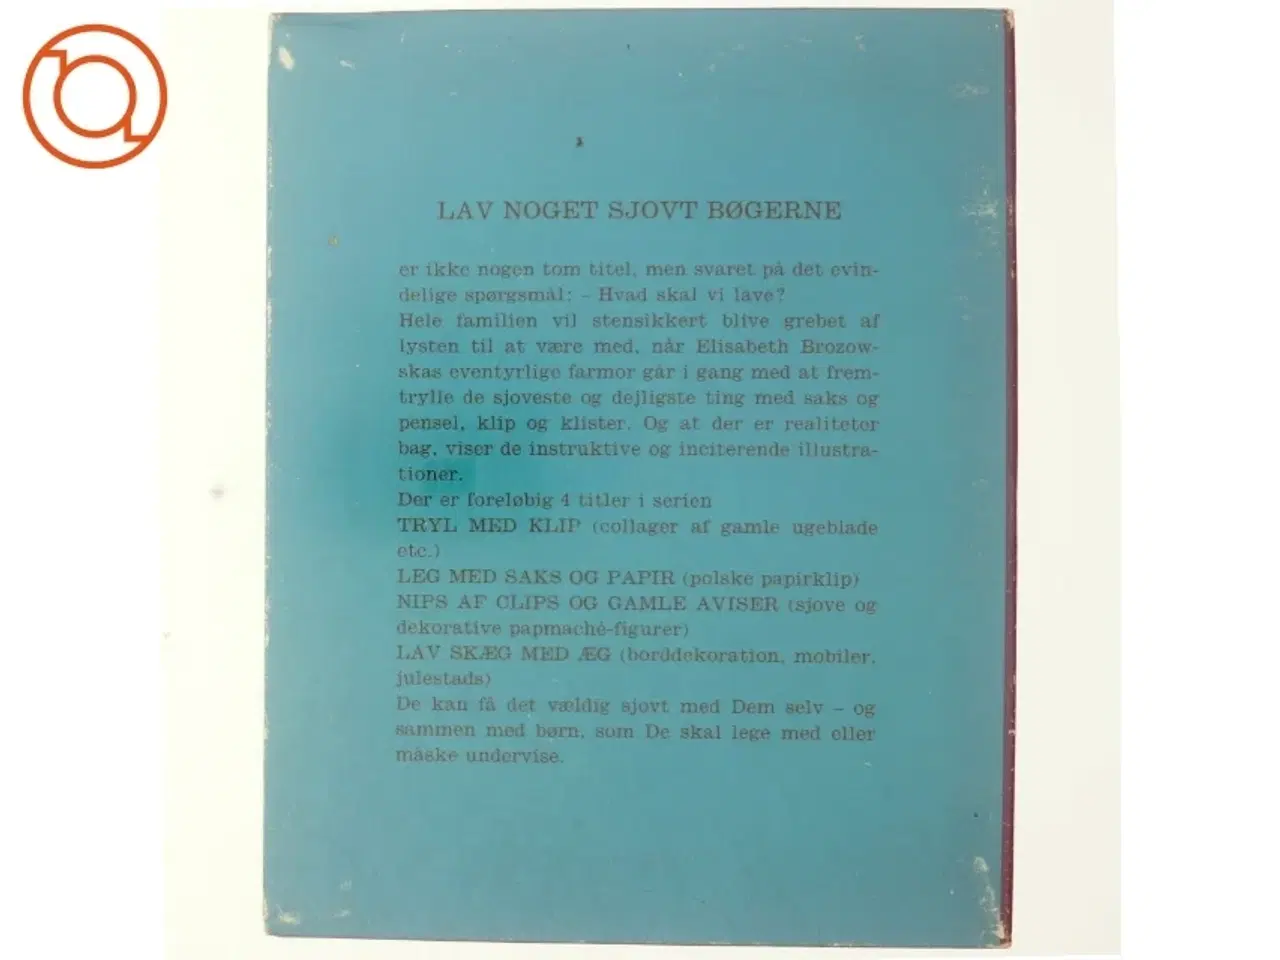 LAV NOGET SJOVT BØGERNE
er ikke nogen tom titel, men svaret på det evin-
delige spørgsmål: – Hvad skal vi lave?
Hele familien vil stensikkert blive grebet af
lysten til at være med, når Elisabeth Brozow-
skas eventyrlige farmor går i gang med at frem-
trylle de sjoveste og dejligste ting med saks og
pensel, klip og klister. Og at der er realiteter
bag, viser de instruktive og inciterende illustra-
tioner.
Der er foreløbig 4 titler i serien
TRYL MED KLIP (collager af gamle ugeblade
etc.)
LEG MED SAKS OG PAPIR (polske papirklip)
NIPS AF CLIPS OG GAMLE AVISER (sjove og
dekorative papmaché-figurer)
LAV SKÆG MED ÆG (borddekoration, mobiler,
julestads)
De kan få det vældig sjovt med Dem selv – og
sammen med børn, som De skal lege med eller
måske undervise.